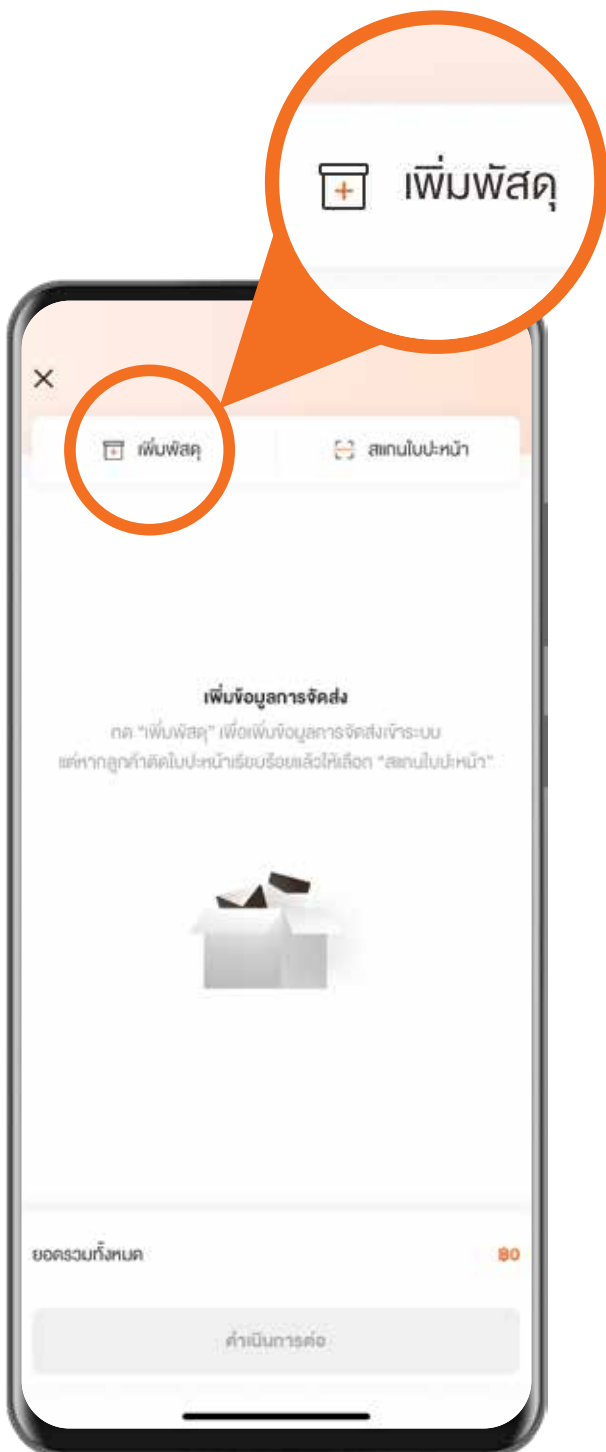 เพิ่มพัสดุ
เพิ่มพัสดุ
สแกนใบปะหน้า
เพิ่มข้อมูลการจัดส่ง
กด “เพิ่มพัสดุ” เพื่อเพิ่มข้อมูลการจัดส่งเข้าระบบ
แต่หากลูกค้าติดใบปะหน้าเรียบร้อยแล้วให้เลือก “สแกนใบปะหน้า”
ยอดรวมทั้งหมด
฿0
ดำเนินการต่อ